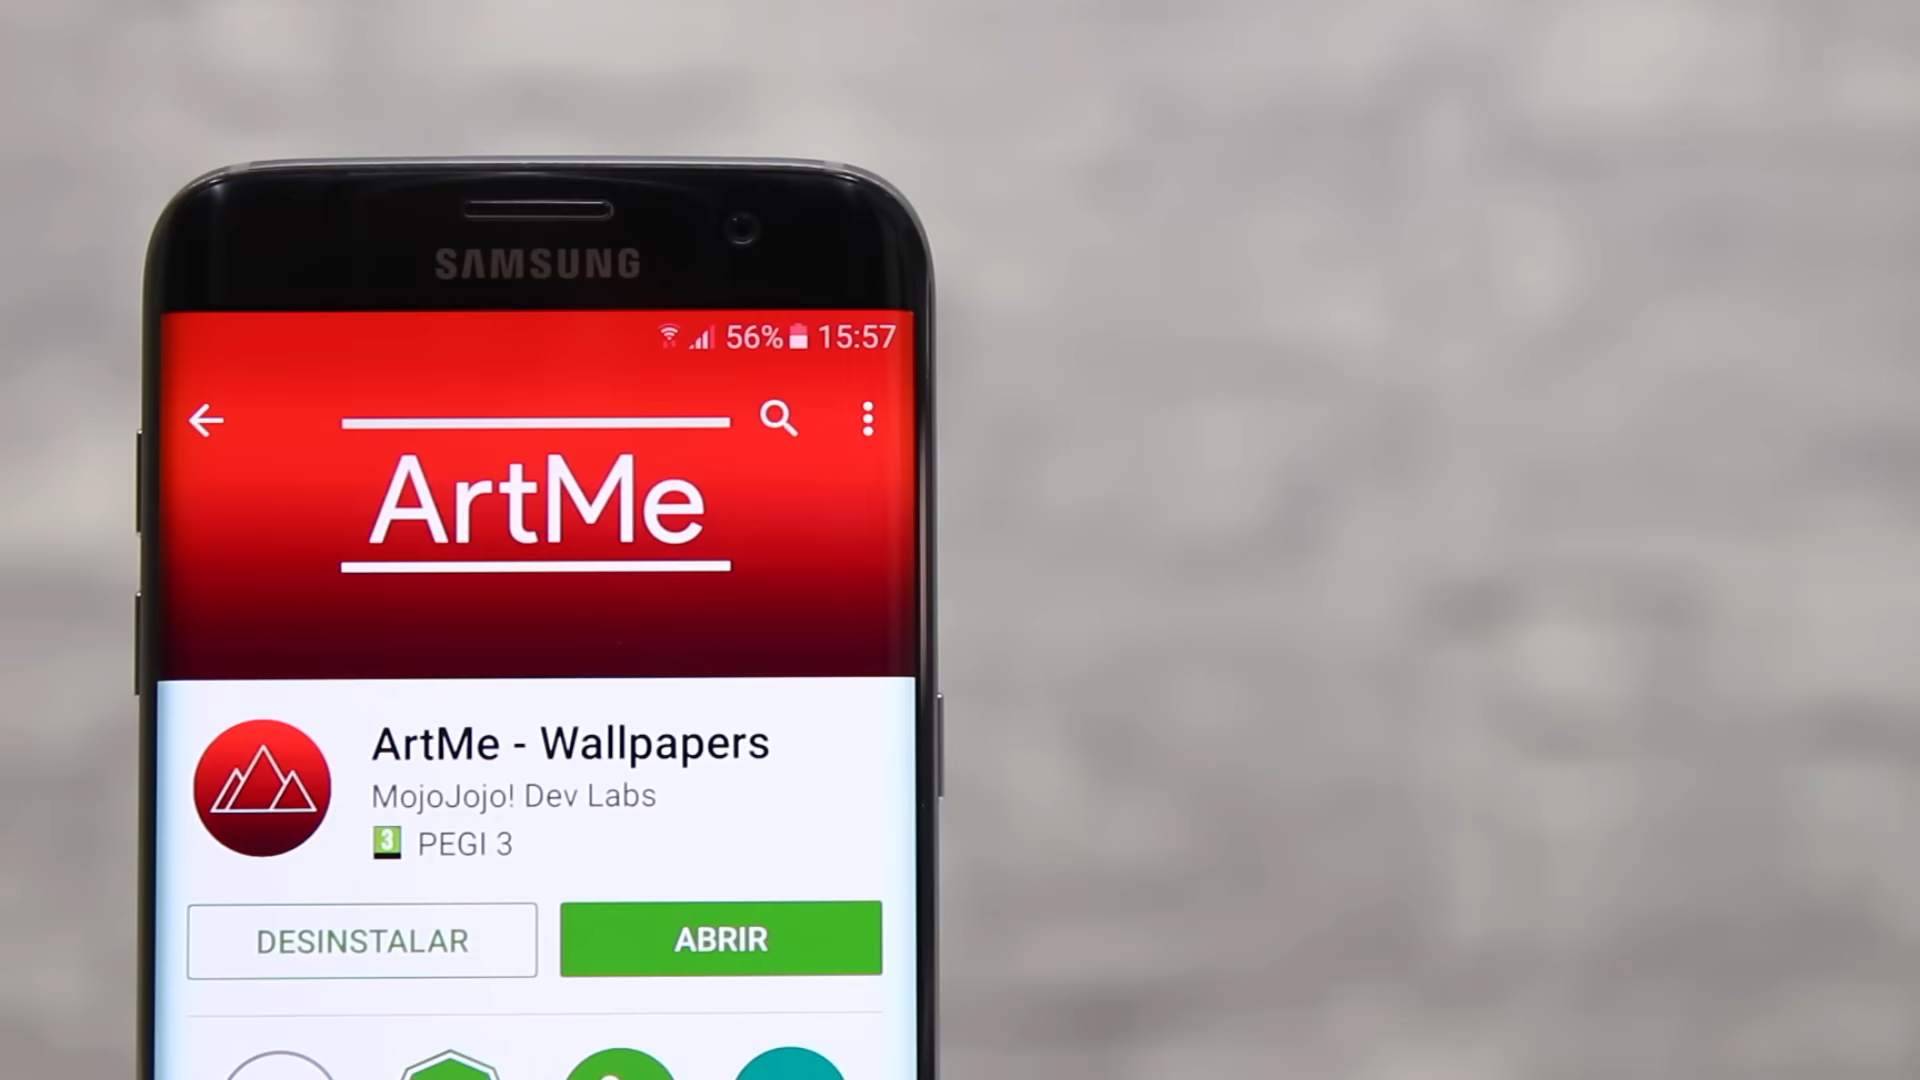 SAMSUNG
56% 15:57
ArtMe
ArtMe - Wallpapers
MojoJojo! Dev Labs
3 PEGI 3
DESINSTALAR
ABRIR